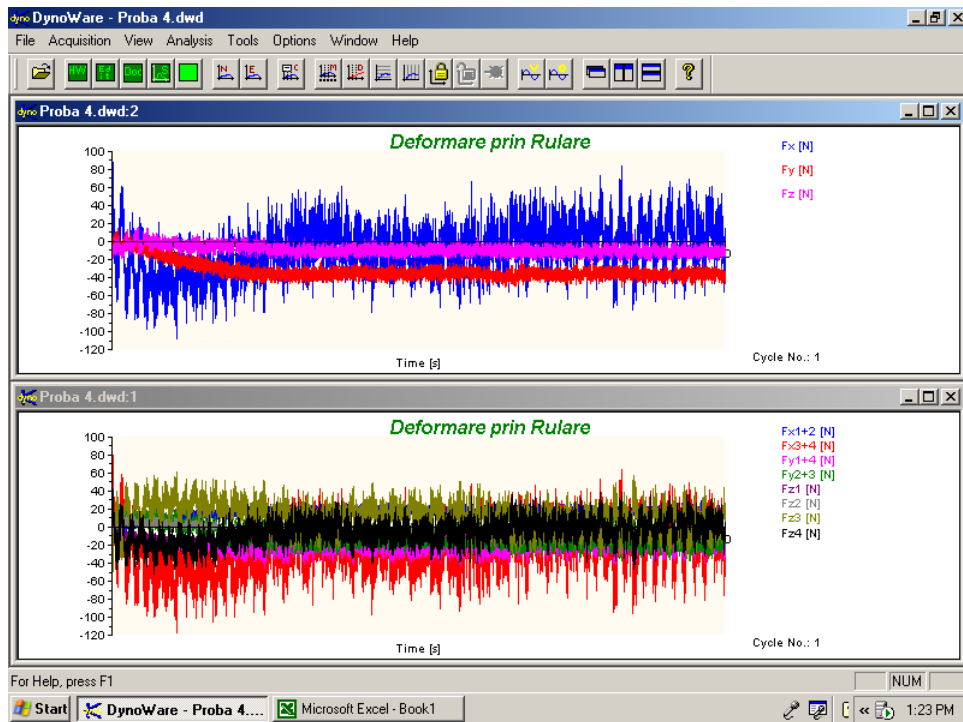 DynoWare - Proba 4.dwd
File Acquisition View Analysis Tools Options Window Help
Proba 4.dwd:2
Deformare prin Rulare
100
80
60
40
20
0
-20
-40
-60
-80
-100
-120
Time [s]
Fx [N]
Fy [N]
Fz [N]
Cycle No.: 1
Proba 4.dwd:1
Deformare prin Rulare
100
80
60
40
20
0
-20
-40
-60
-80
-100
-120
Time [s]
Fx1+2 [N]
Fx3+4 [N]
Fy1+4 [N]
Fy2+3 [N]
Fz1 [N]
Fz2 [N]
Fz3 [N]
Fz4 [N]
Cycle No.: 1
For Help, press F1
NUM
Start DynoWare - Proba 4.... Microsoft Excel - Book1 « 1:23 PM